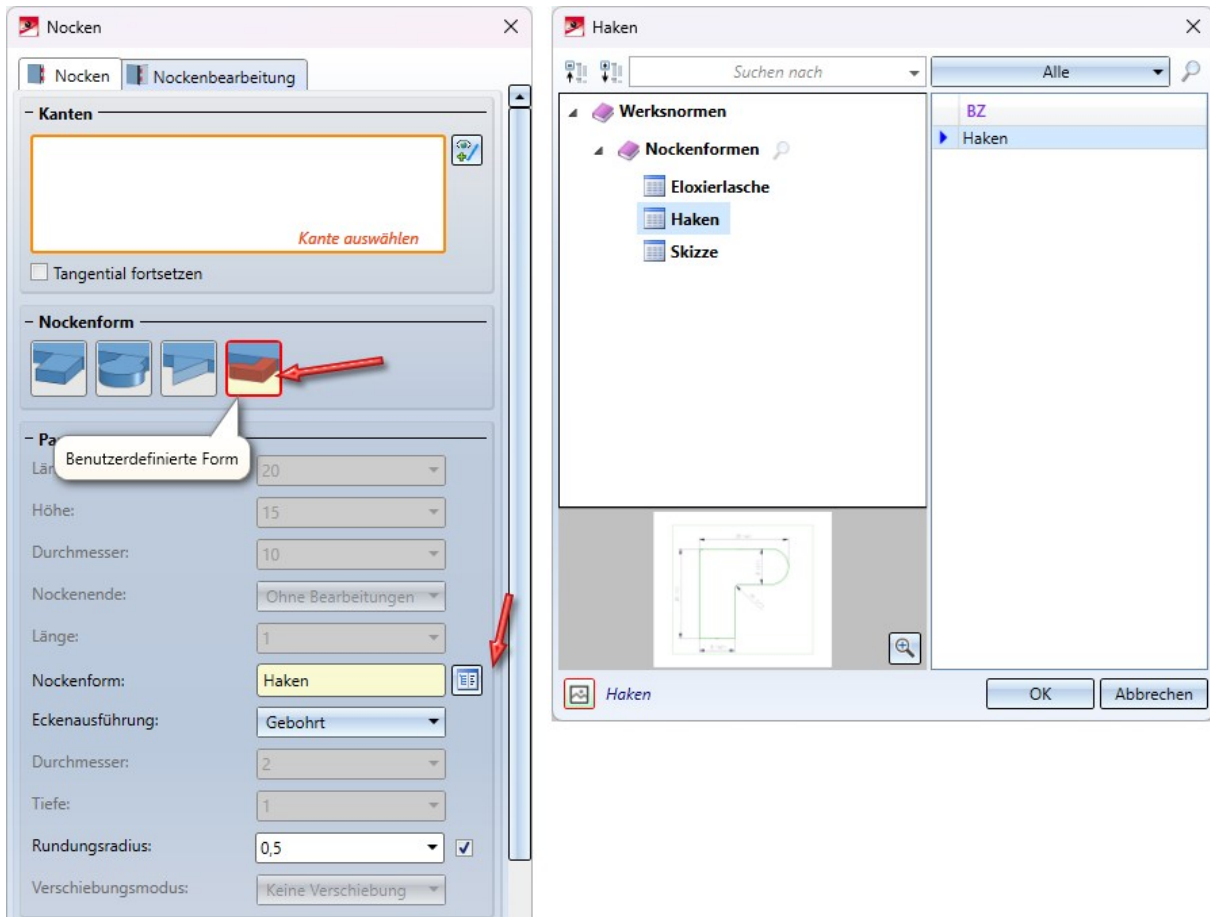 Nocken
Nocken
Nockenbearbeitung
Kanten
Kante auswählen
Tangential fortsetzen
Nockenform
Benutzerdefinierte Form
20
Höhe:
15
Durchmesser:
10
Nockenende:
Ohne Bearbeitungen
Länge:
1
Nockenform:
Haken
Eckenausführung:
Gebohrt
Durchmesser:
2
Tiefe:
1
Rundungsradius:
0,5
Verschiebungsmodus:
Keine Verschiebung
Haken
Suchen nach
Alle
Werksnormen
Nockenformen
Eloxierlasche
Haken
Skizze
BZ
Haken
Haken
OK
Abbrechen